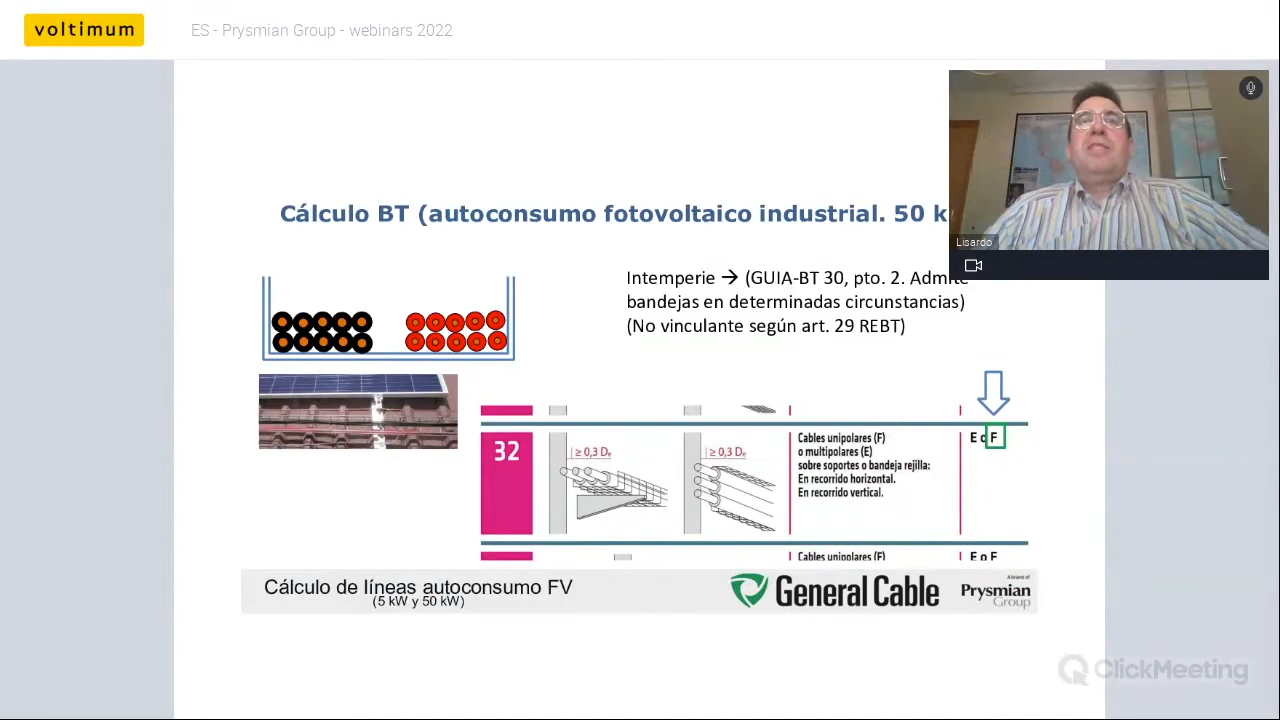 voltimum
ES - Prysmian Group - webinars 2022
Lisardo
Cálculo BT (autoconsumo fotovoltaico industrial. 50 k
Intemperie → (GUIA-BT 30, pto. 2. Admite
bandejas en determinadas circunstancias)
(No vinculante según art. 29 REBT)
32
≥ 0,3 De
≥ 0,3 De
Cables unipolares (F)
o multipolares (E)
sobre soportes o bandeja rejilla:
En recorrido horizontal.
En recorrido vertical.
E o F
Cables unipolares (F)
E o F
Cálculo de líneas autoconsumo FV
(5 kW y 50 kW)
General Cable
A brand of
Prysmian
Group
ClickMeeting